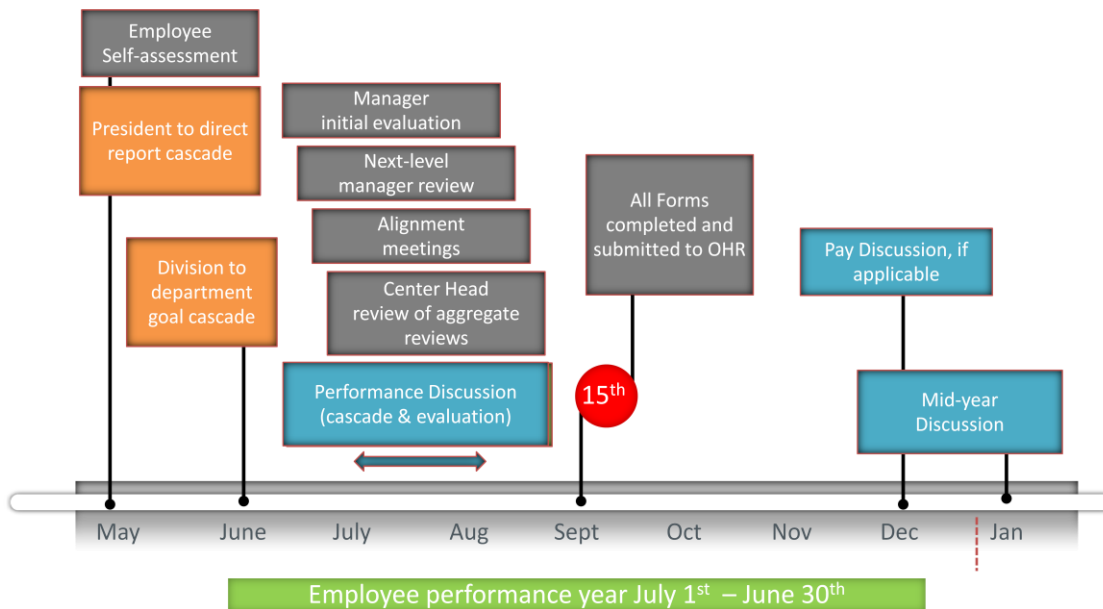 Employee
Self-assessment
President to direct
report cascade
Division to
department
goal cascade
Manager
initial evaluation
Next-level
manager review
Alignment
meetings
Center Head
review of aggregate
reviews
Performance Discussion
(cascade & evaluation)
All Forms
completed and
submitted to OHR
15th
Pay Discussion, if
applicable
Mid-year
Discussion
May June July Aug Sept Oct Nov Dec Jan
Employee performance year July 1st – June 30th